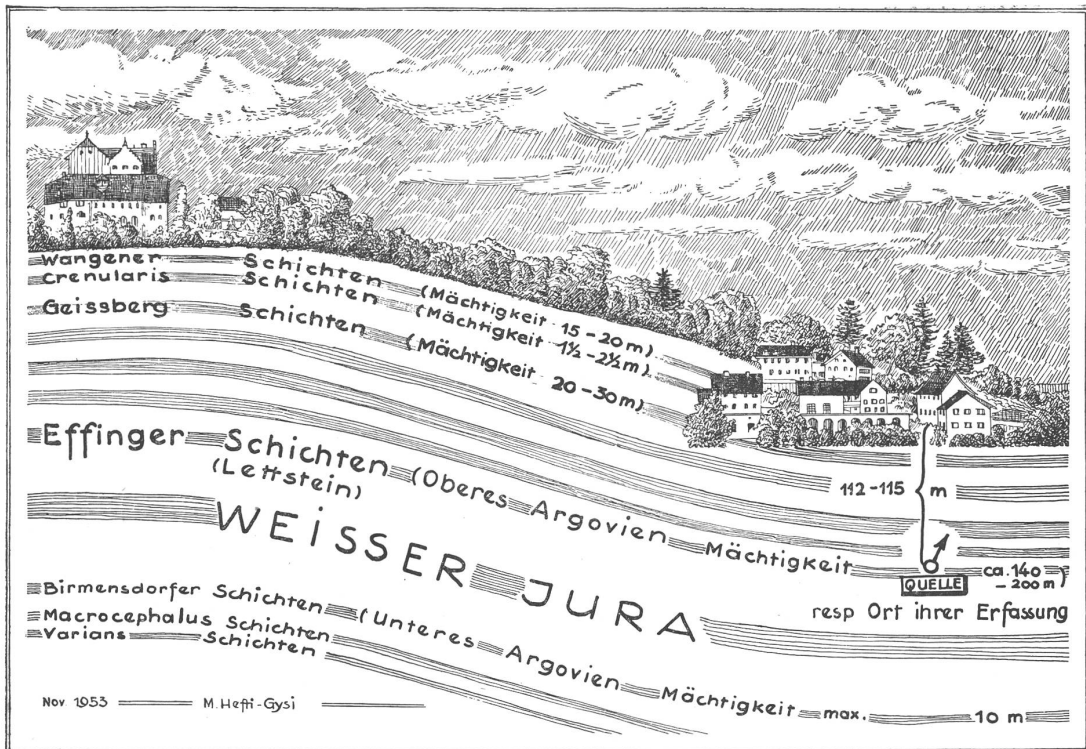 Wangener Schichten (Mächtigkeit 15 – 20 m)
Crenularis Schichten (Mächtigkeit 1½ – 2½ m)
Geissberg Schichten (Mächtigkeit 20 – 30 m)
Effinger Schichten (Oberes Argovien Mächtigkeit ca. 140 – 200 m)
(Lettstein)
112 – 115 m
QUELLE
resp Ort ihrer Erfassung
WEISSER JURA
Birmensdorfer Schichten (Unteres Argovien Mächtigkeit max. 10 m
Macrocephalus Schichten
Varians Schichten
Nov. 1953 M. Hefti-Gysi